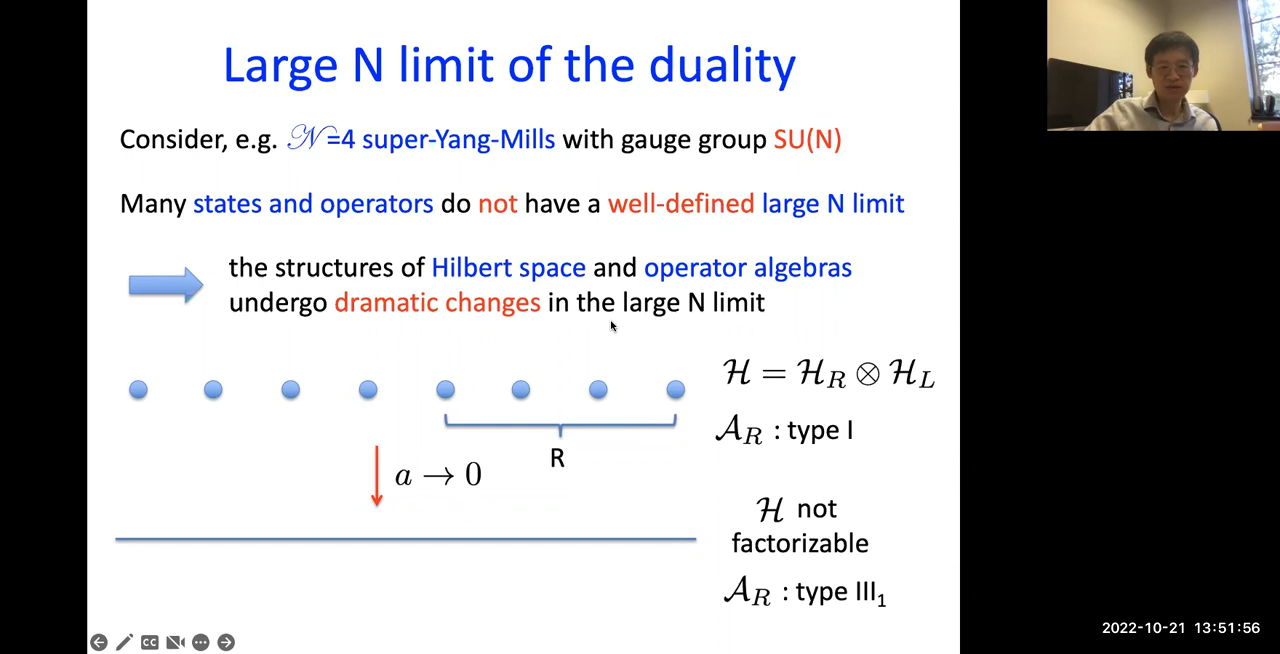 Large N limit of the duality
Consider, e.g. 𝒩=4 super-Yang-Mills with gauge group SU(N)
Many states and operators do not have a well-defined large N limit
the structures of Hilbert space and operator algebras
undergo dramatic changes in the large N limit
ℋ = ℋ_R ⊗ ℋ_L
𝒜_R : type I
R
a → 0
ℋ not
factorizable
𝒜_R : type III₁
CC
2022-10-21 13:51:56